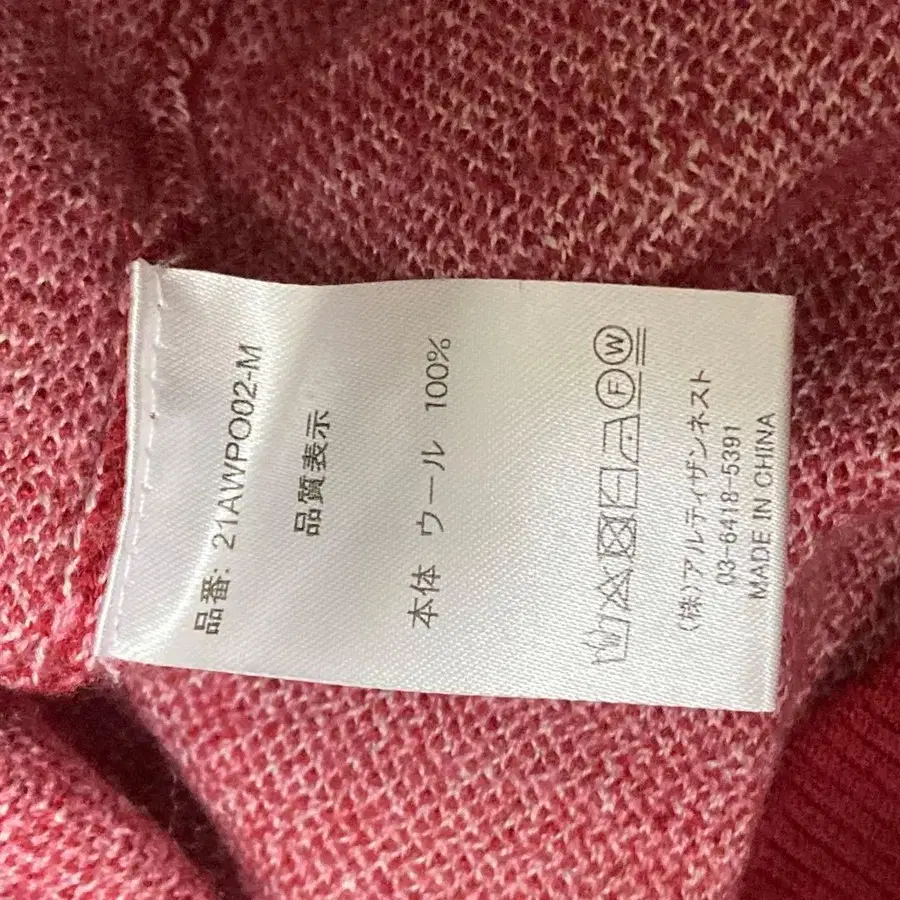 品番: 21AWPO02-M
品質表示
本体 ウール 100%
F W
(株)アルティザンネスト
03-6418-5391
MADE IN CHINA